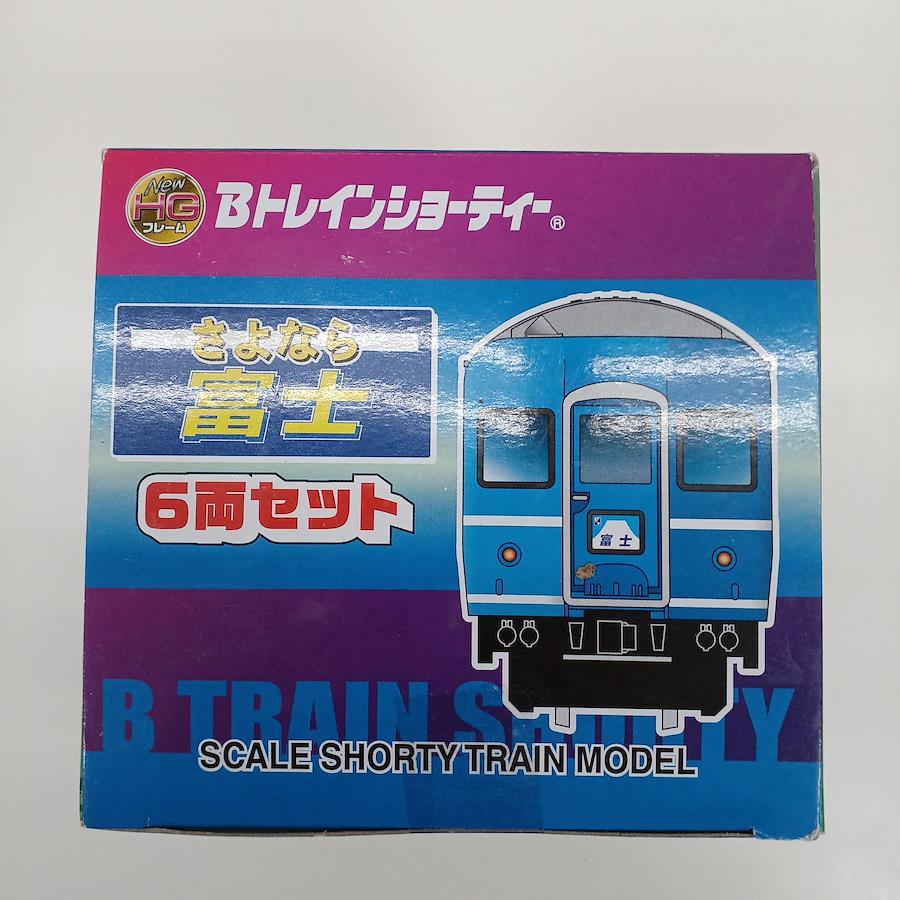 New
HG
フレーム
Bトレインショーティー®
さよなら
富士
6両セット
富士
B TRAIN SHORTY
SCALE SHORTY TRAIN MODEL